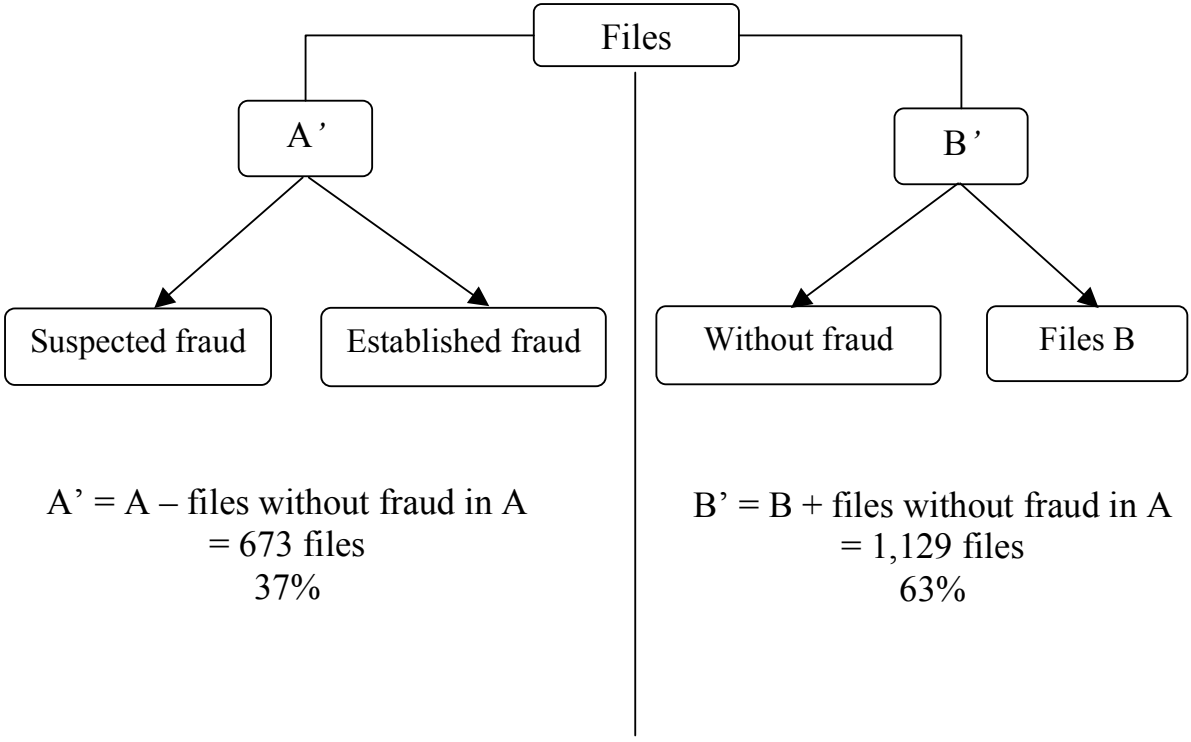 Files
A ’
B ’
Suspected fraud
Established fraud
Without fraud
Files B
A’ = A – files without fraud in A
= 673 files
37%
B’ = B + files without fraud in A
= 1,129 files
63%